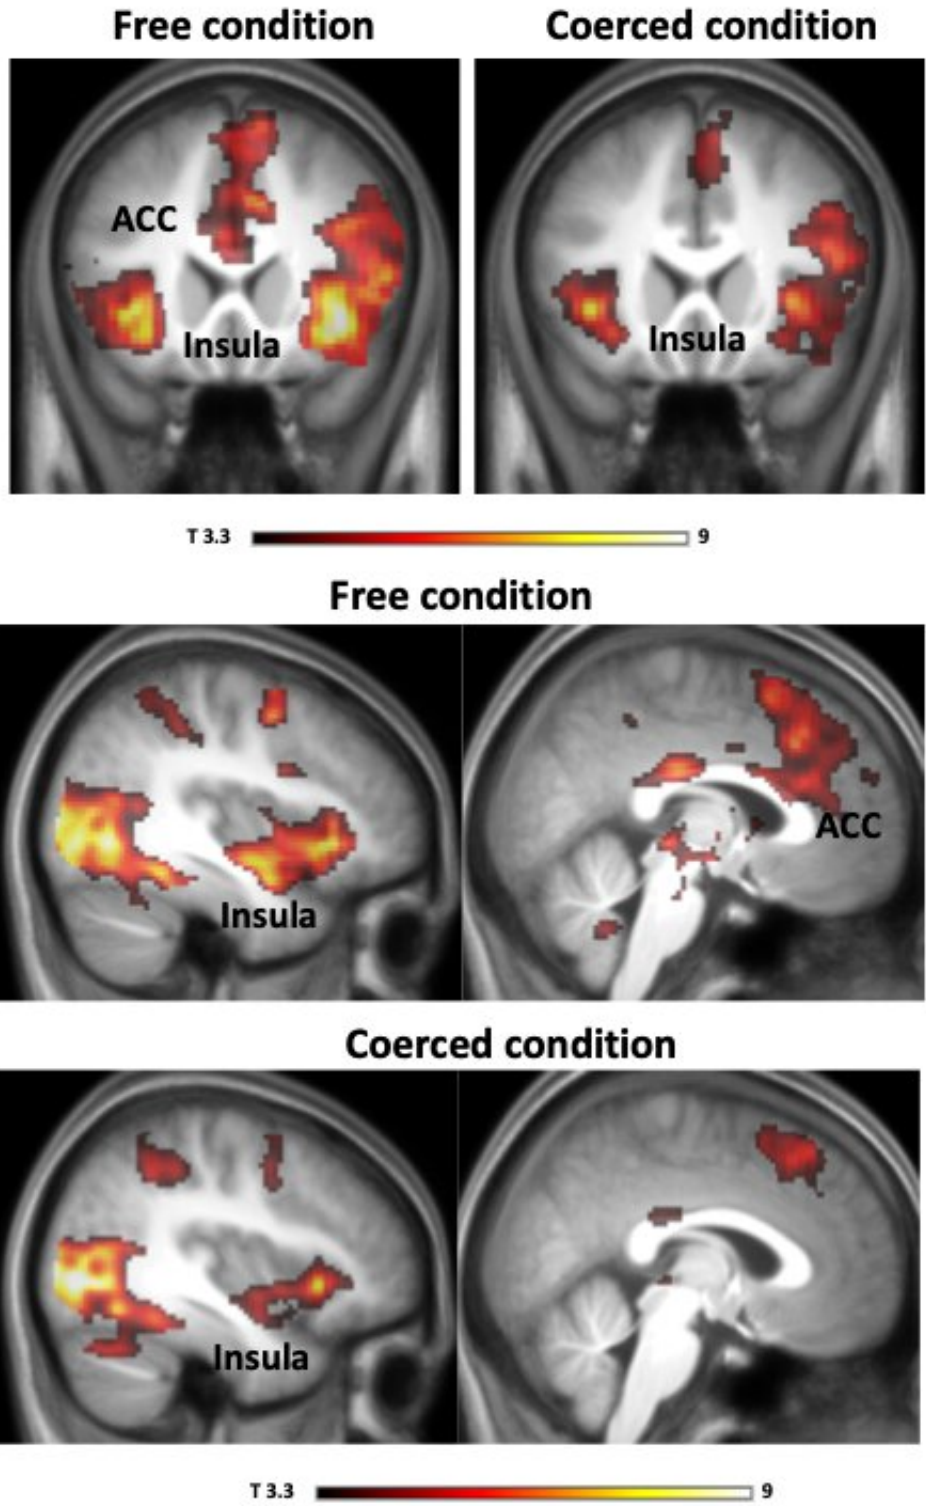 Free condition
Coerced condition
ACC
Insula
Insula
T 3.3
9
Free condition
ACC
Insula
Coerced condition
Insula
T 3.3
9